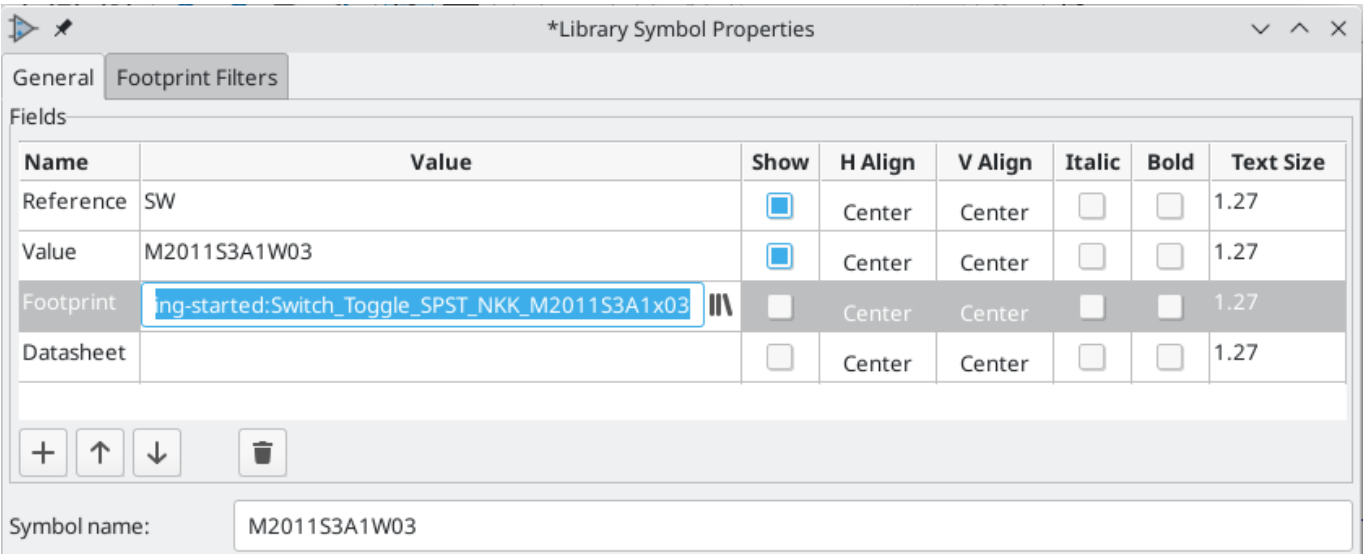 *Library Symbol Properties
General Footprint Filters
Fields
Name Value Show H Align V Align Italic Bold Text Size
Reference SW Center Center 1.27
Value M2011S3A1W03 Center Center 1.27
Footprint ing-started:Switch_Toggle_SPST_NKK_M2011S3A1x03 Center Center 1.27
Datasheet Center Center 1.27
Symbol name: M2011S3A1W03